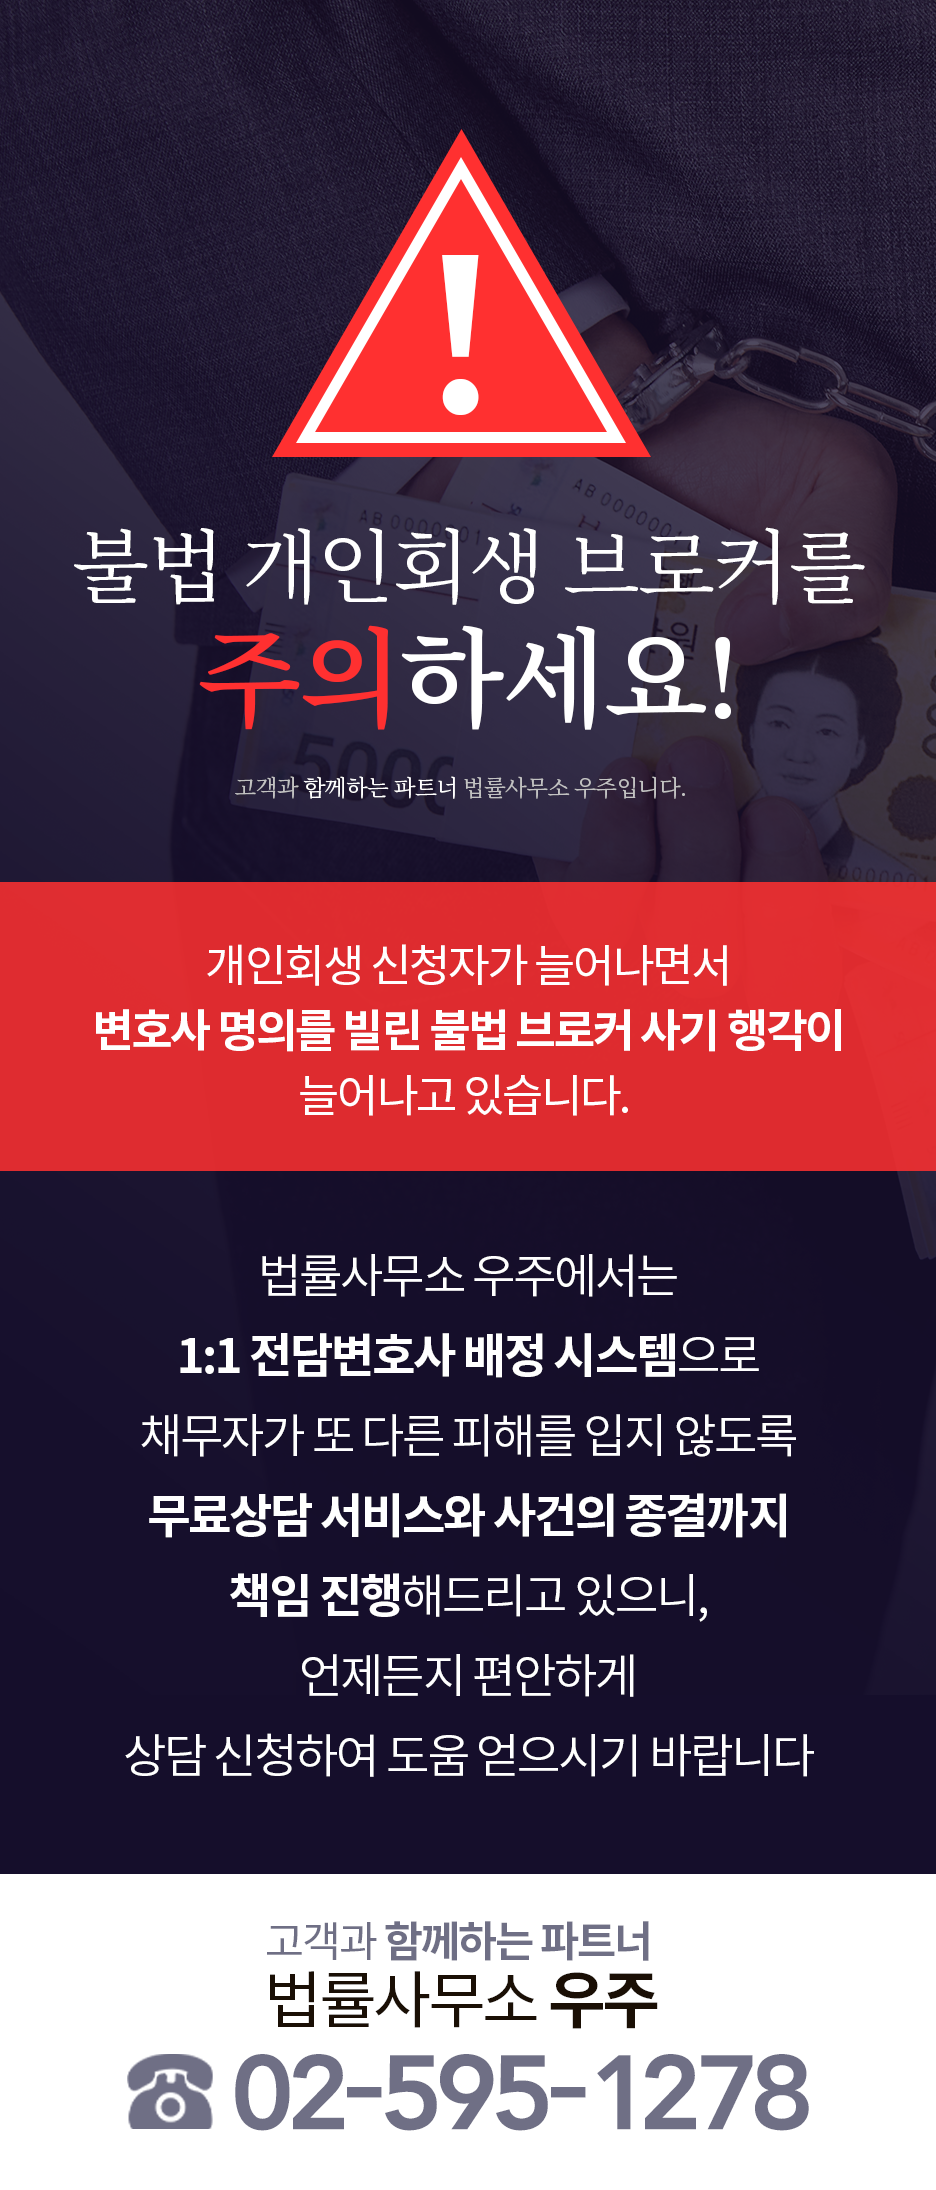 !
AB 0000001
AB 0000001
불법 개인회생 브로커를
원
주의하세요!
5000
고객과 함께하는 파트너 법률사무소 우주입니다.
0000001
개인회생 신청자가 늘어나면서
변호사 명의를 빌린 불법 브로커 사기 행각이
늘어나고 있습니다.
법률사무소 우주에서는
1:1 전담변호사 배정 시스템으로
채무자가 또 다른 피해를 입지 않도록
무료상담 서비스와 사건의 종결까지
책임 진행해드리고 있으니,
언제든지 편안하게
상담 신청하여 도움 얻으시기 바랍니다
고객과 함께하는 파트너
법률사무소 우주
02-595-1278